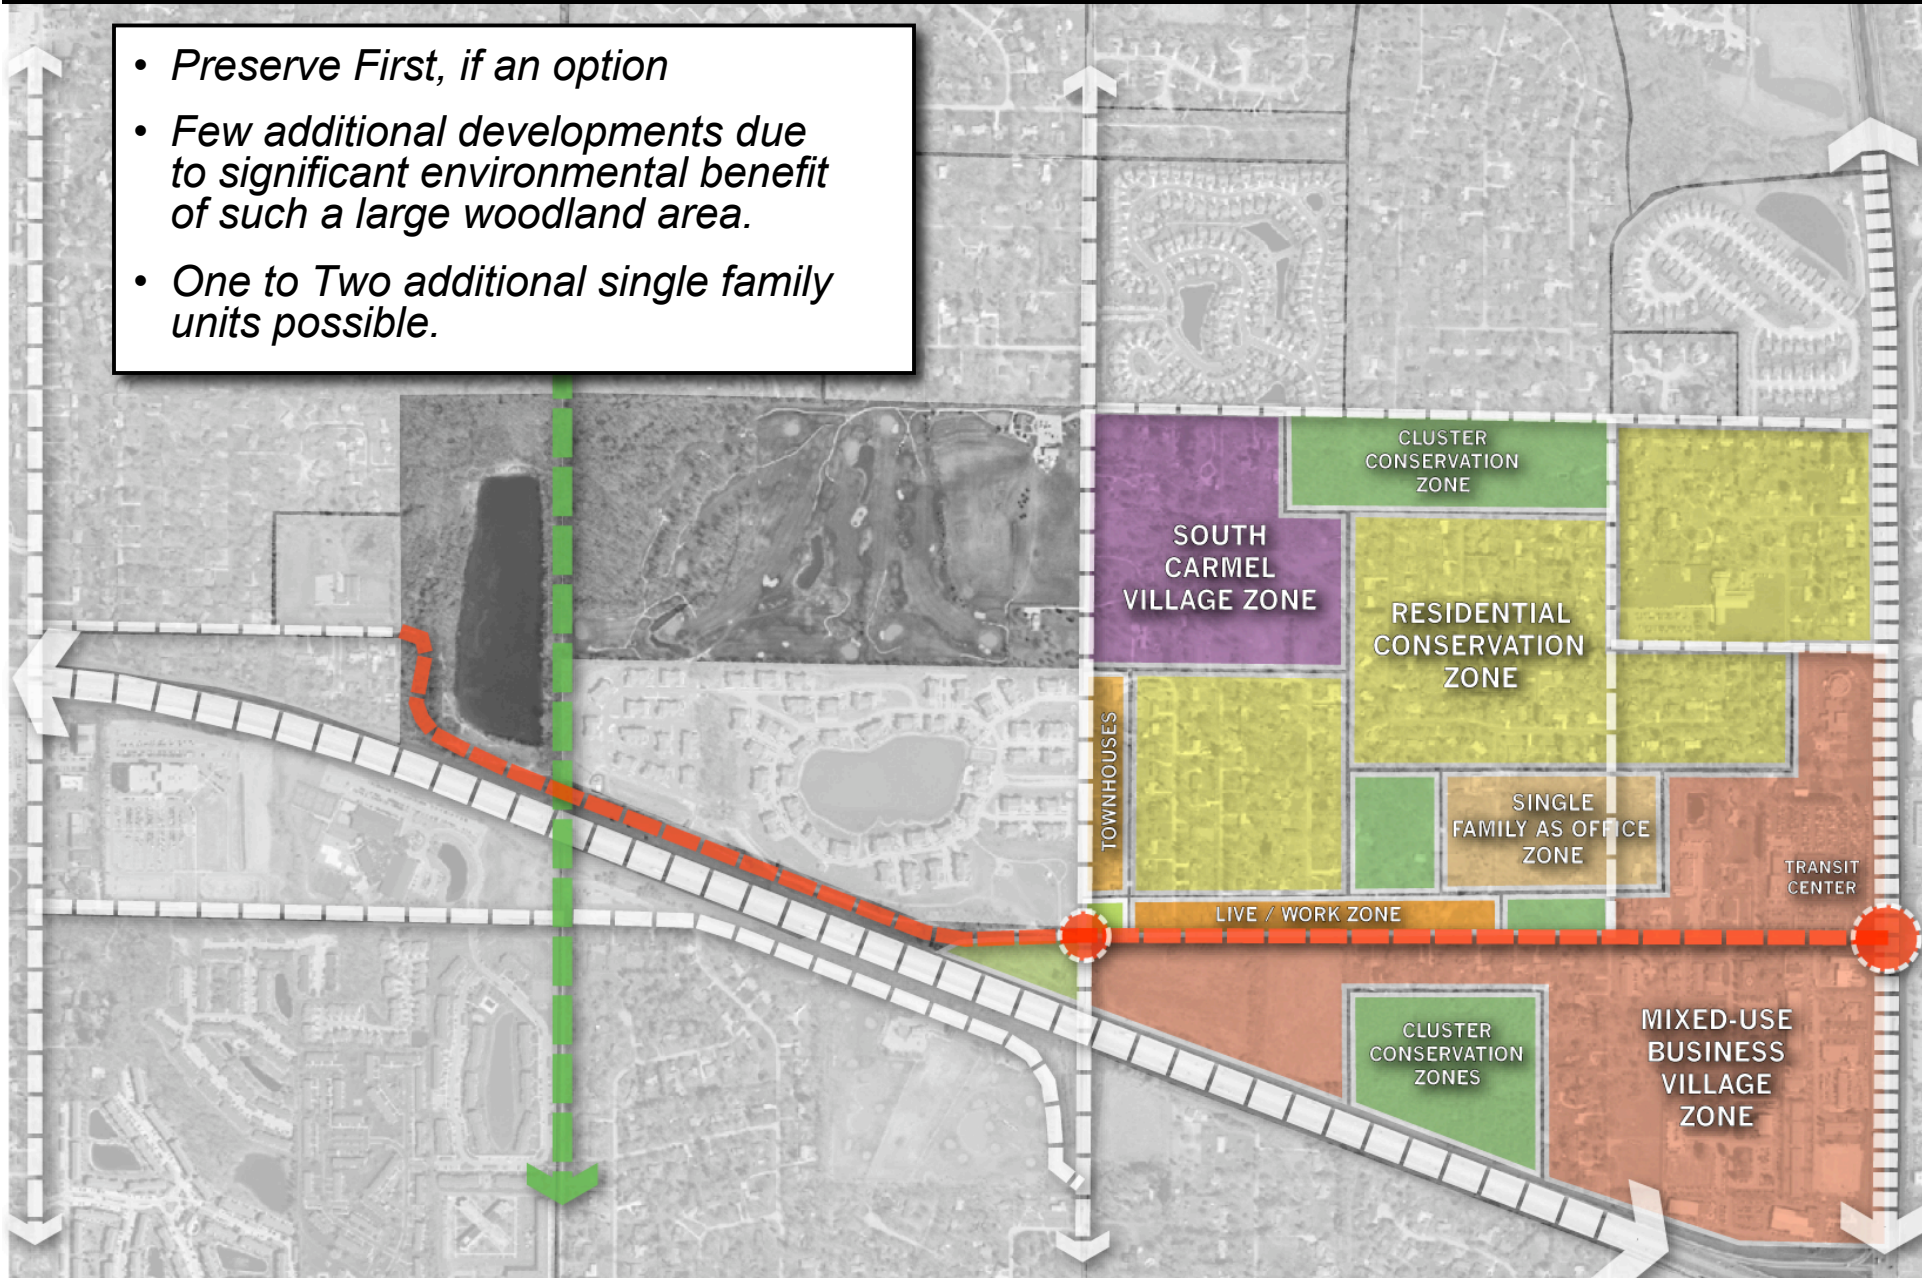 • Preserve First, if an option
• Few additional developments due
to significant environmental benefit
of such a large woodland area.
• One to Two additional single family
units possible.
CLUSTER
CONSERVATION
ZONE
SOUTH
CARMEL
VILLAGE ZONE
RESIDENTIAL
CONSERVATION
ZONE
TOWNHOUSES
SINGLE
FAMILY AS OFFICE
ZONE
TRANSIT
CENTER
LIVE / WORK ZONE
CLUSTER
CONSERVATION
ZONES
MIXED-USE
BUSINESS
VILLAGE
ZONE